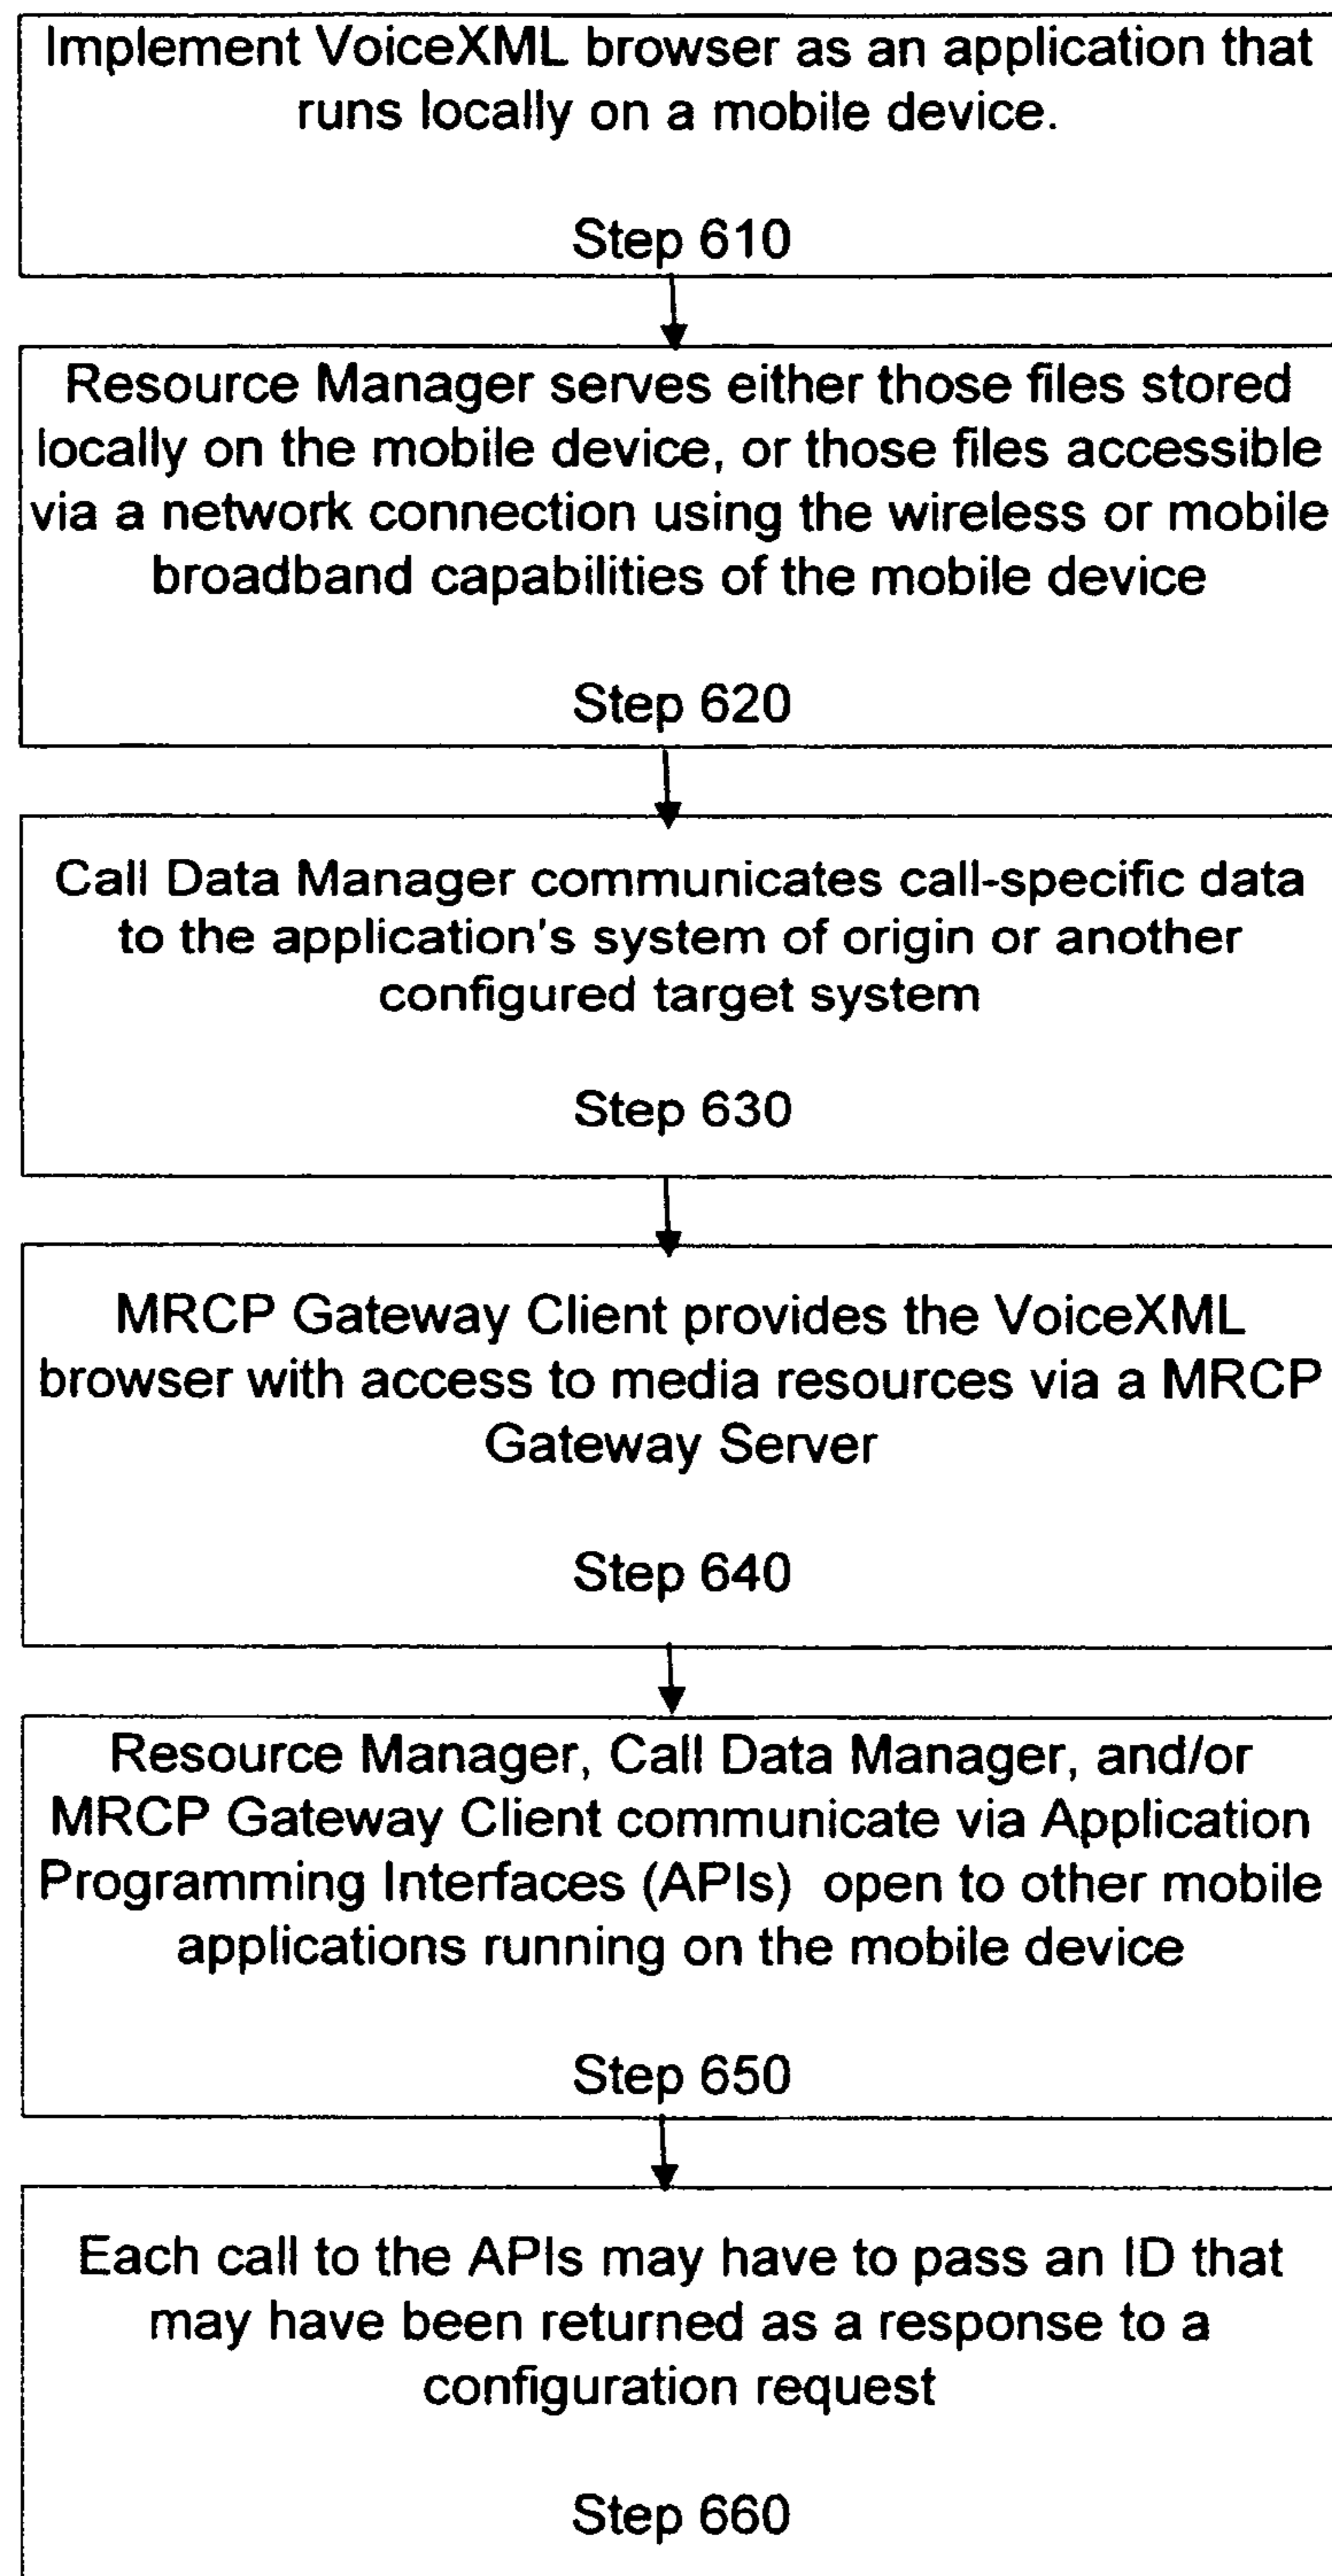 Implement VoiceXML browser as an application that
runs locally on a mobile device.
Step 610
Resource Manager serves either those files stored
locally on the mobile device, or those files accessible
via a network connection using the wireless or mobile
broadband capabilities of the mobile device
Step 620
Call Data Manager communicates call-specific data
to the application's system of origin or another
configured target system
Step 630
MRCP Gateway Client provides the VoiceXML
browser with access to media resources via a MRCP
Gateway Server
Step 640
Resource Manager, Call Data Manager, and/or
MRCP Gateway Client communicate via Application
Programming Interfaces (APIs) open to other mobile
applications running on the mobile device
Step 650
Each call to the APIs may have to pass an ID that
may have been returned as a response to a
configuration request
Step 660